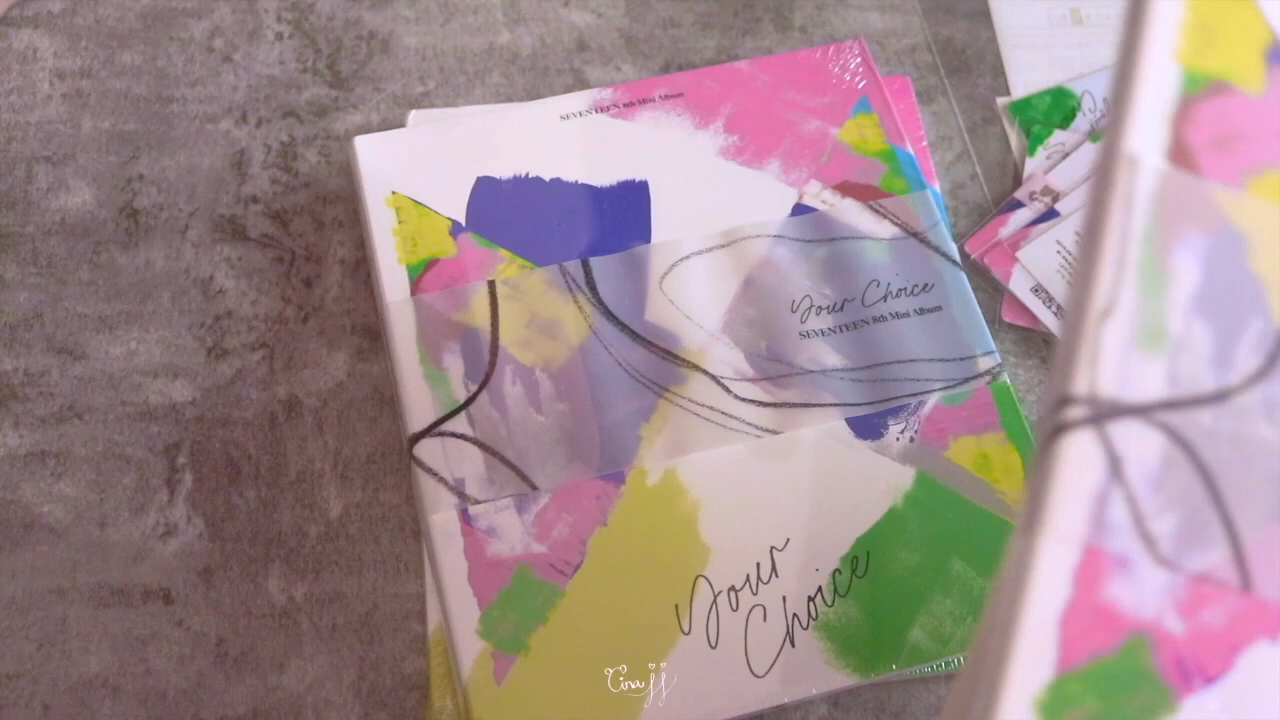 SEVENTEEN 8th Mini Album
Your Choice
SEVENTEEN 8th Mini Album
Your
Choice